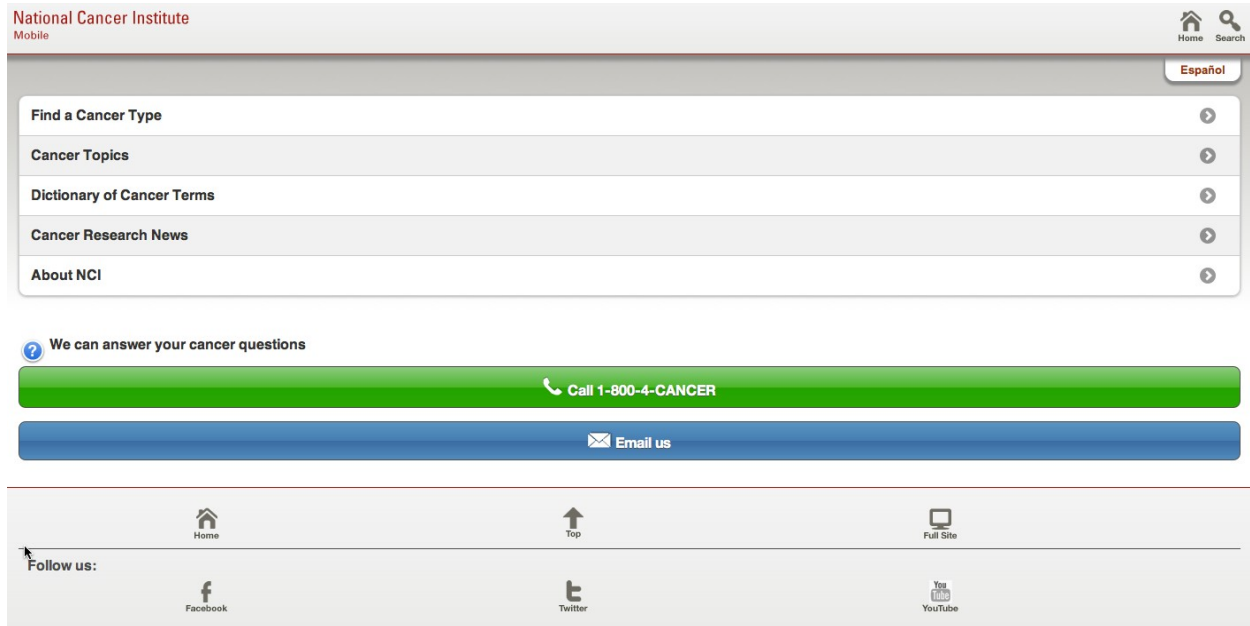 National Cancer Institute
Mobile
Home Search
Español
Find a Cancer Type
Cancer Topics
Dictionary of Cancer Terms
Cancer Research News
About NCI
? We can answer your cancer questions
Call 1-800-4-CANCER
Email us
Home Top Full Site
Follow us:
f You Tube
Facebook Twitter YouTube